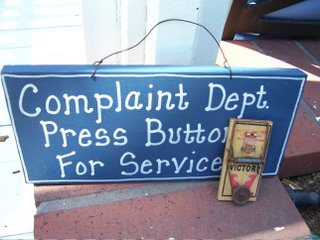 Complaint Dept.
Press Button
For Service
VICTOR